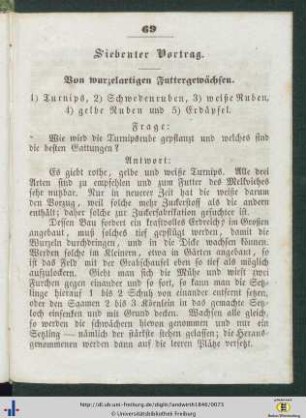 69
Siebenter Vortrag.
Von wurzelartigen Futtergewächsen.
1) Turnips, 2) Schwedenruben, 3) weiße Ruben,
4) gelbe Ruben und 5) Erdäpfel.
Frage:
Wie wird die Turnipsrube gepflanzt und welches sind
die besten Gattungen?
Antwort:
Es giebt rothe, gelbe und weiße Turnips. Alle drei
Arten sind zu empfehlen und zum Futter des Melkviehes
sehr nutzbar. Nur in neuerer Zeit hat die weiße darum
den Vorzug, weil solche mehr Zuckerstoff als die andern
enthält; daher solche zur Zuckerfabrikation gesuchter ist.
Dessen Bau fordert ein kraftvolles Erdreich; im Großen
angebaut, muß solches tief gepflügt werden, damit die
Wurzeln durchdringen, und in die Dicke wachsen können.
Werden solche im Kleinern, etwa in Gärten angebaut, so
ist das Feld mit der Grabschaufel eben so tief als möglich
aufzulockern. Giebt man sich die Mühe und wirft zwei
Furchen gegen einander und so fort, so kann man die Setz-
linge hierauf 1 bis 2 Schuh von einander entfernt setzen,
oder den Saamen 2 bis 3 Körnlein in das gemachte Setz-
loch einsenken und mit Grund decken. Wachsen alle gleich,
so werden die schwächern hievon genommen und nur ein
Setzling — nämlich der stärkste stehen gelassen; die Heraus-
genommenen werden dann auf die leeren Plätze versetzt.
http://dl.ub.uni-freiburg.de/diglit/landwirth1840/0073
© Universitätsbibliothek Freiburg